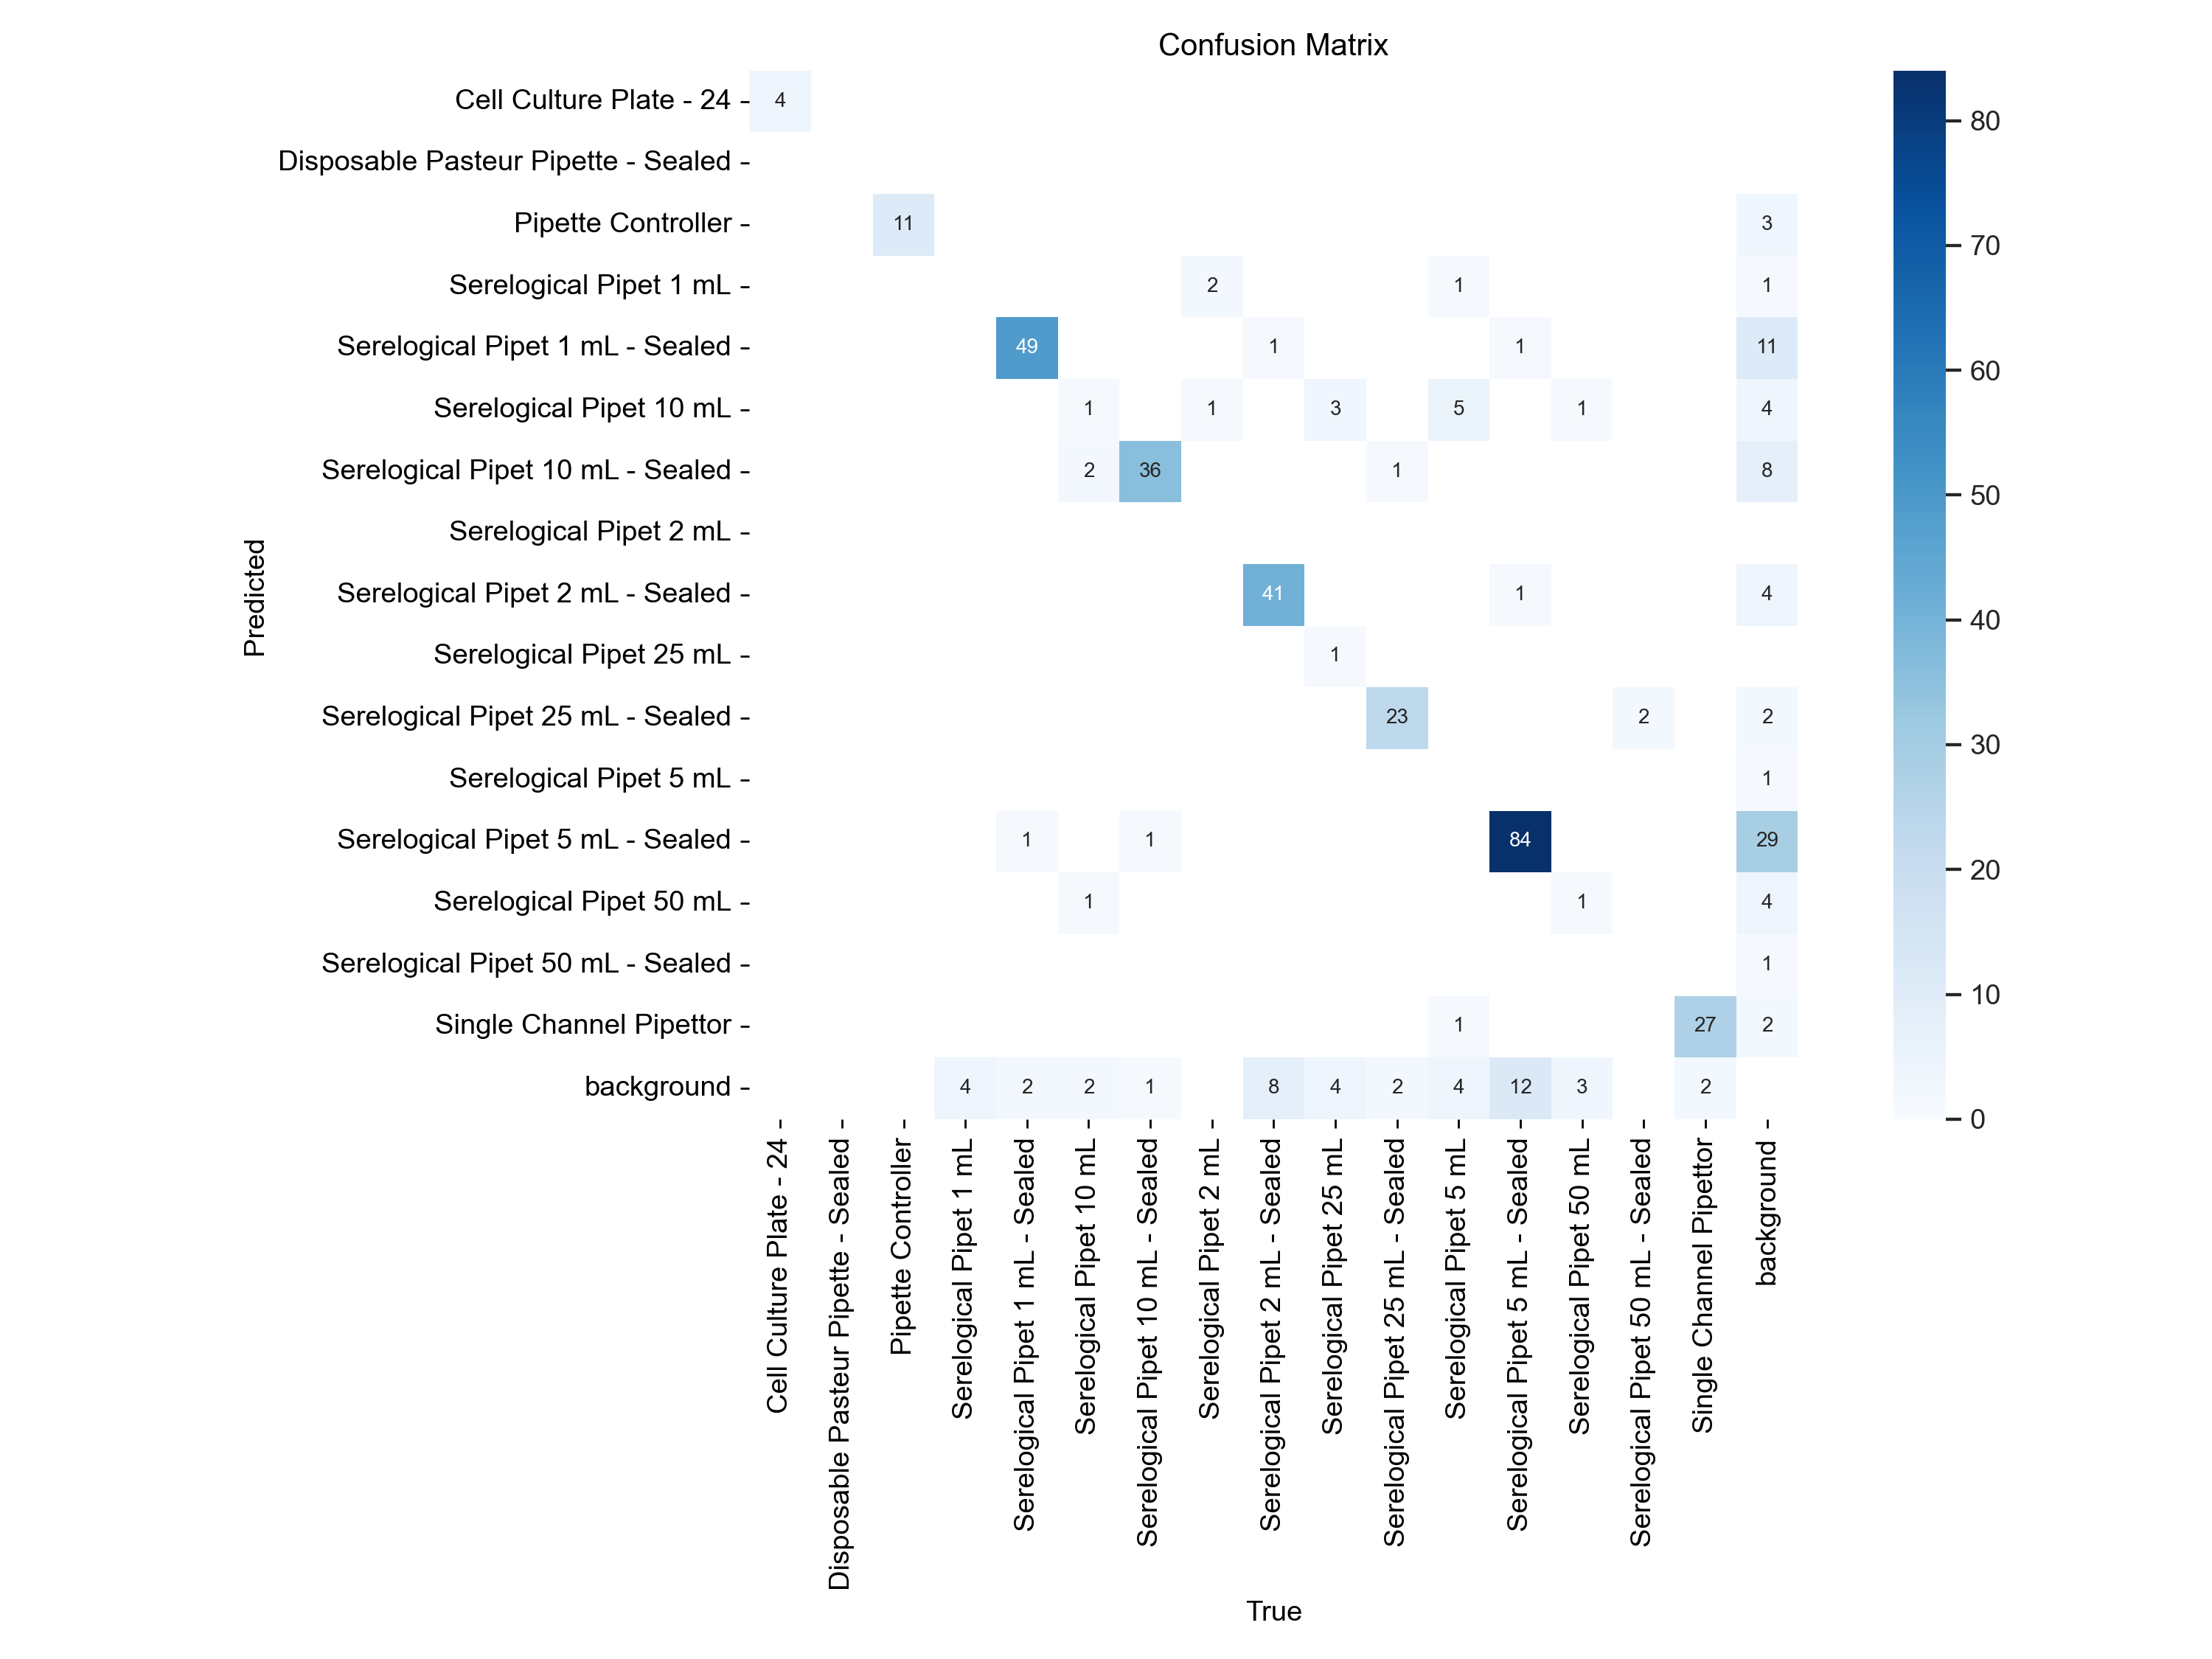 Confusion Matrix
Cell Culture Plate - 24 4
Disposable Pasteur Pipette - Sealed
Pipette Controller 11 3
Serelogical Pipet 1 mL 2 1 1
Serelogical Pipet 1 mL - Sealed 49 1 1 11
Serelogical Pipet 10 mL 1 1 3 5 1 4
Serelogical Pipet 10 mL - Sealed 2 36 1 8
Serelogical Pipet 2 mL
Serelogical Pipet 2 mL - Sealed 41 1 4
Serelogical Pipet 25 mL 1
Serelogical Pipet 25 mL - Sealed 23 2 2
Serelogical Pipet 5 mL 1
Serelogical Pipet 5 mL - Sealed 1 1 84 29
Serelogical Pipet 50 mL 1 1 4
Serelogical Pipet 50 mL - Sealed 1
Single Channel Pipettor 1 27 2
background 4 2 2 1 8 4 2 4 12 3 2
Predicted
Cell Culture Plate - 24
Disposable Pasteur Pipette - Sealed
Pipette Controller
Serelogical Pipet 1 mL
Serelogical Pipet 1 mL - Sealed
Serelogical Pipet 10 mL
Serelogical Pipet 10 mL - Sealed
Serelogical Pipet 2 mL
Serelogical Pipet 2 mL - Sealed
Serelogical Pipet 25 mL
Serelogical Pipet 25 mL - Sealed
Serelogical Pipet 5 mL
Serelogical Pipet 5 mL - Sealed
Serelogical Pipet 50 mL
Serelogical Pipet 50 mL - Sealed
Single Channel Pipettor
background
True
80
70
60
50
40
30
20
10
0